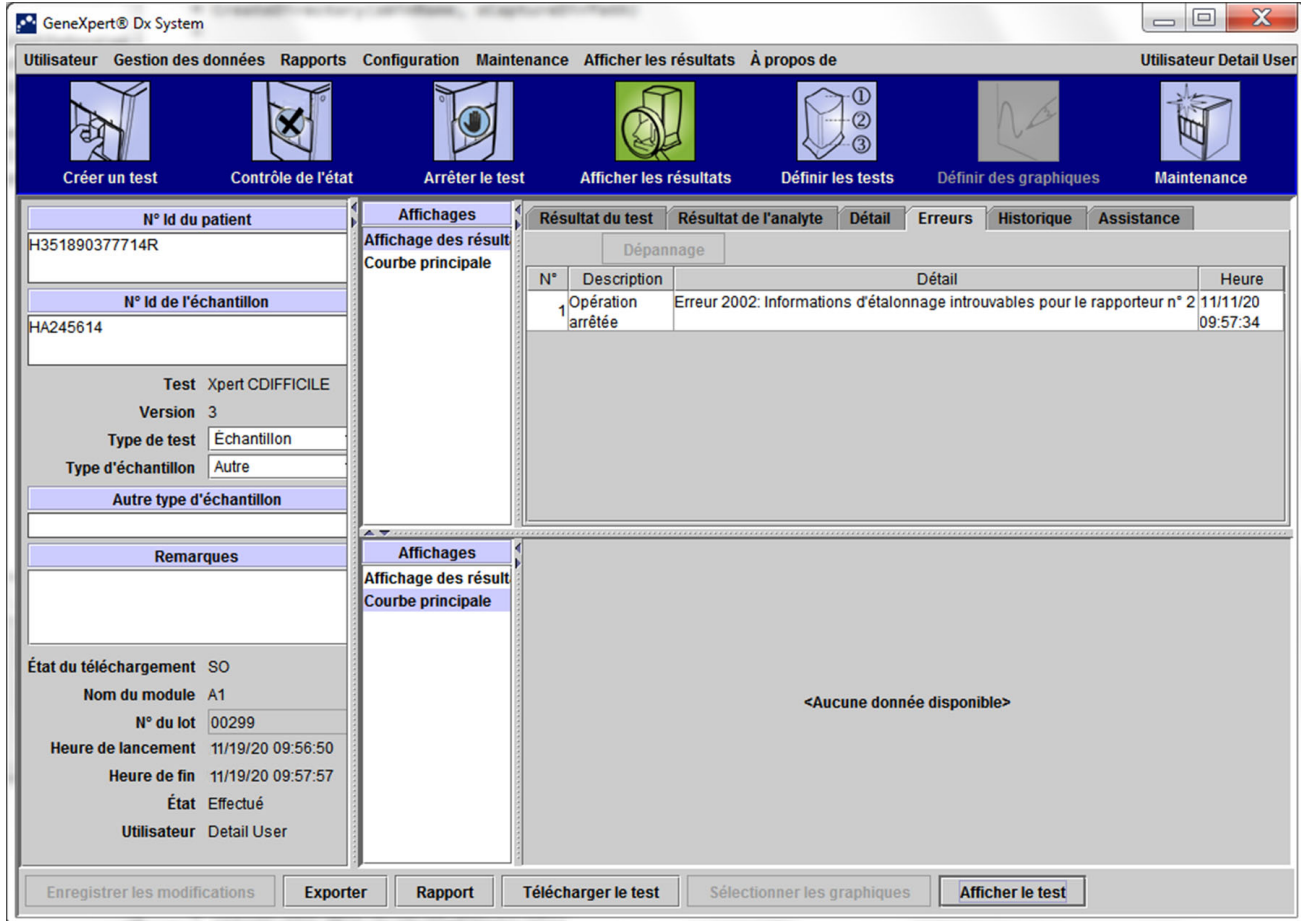 GeneXpert® Dx System
Utilisateur Gestion des données Rapports Configuration Maintenance Afficher les résultats À propos de Utilisateur Detail User
Créer un test Contrôle de l'état Arrêter le test Afficher les résultats Définir les tests Définir des graphiques Maintenance
① ② ③
N° Id du patient
H351890377714R
N° Id de l'échantillon
HA245614
Test Xpert CDIFFICILE
Version 3
Type de test Échantillon
Type d'échantillon Autre
Autre type d'échantillon
Remarques
État du téléchargement SO
Nom du module A1
N° du lot 00299
Heure de lancement 11/19/20 09:56:50
Heure de fin 11/19/20 09:57:57
État Effectué
Utilisateur Detail User
Affichages
Affichage des résult
Courbe principale
Résultat du test Résultat de l'analyte Détail Erreurs Historique Assistance
Dépannage
N° Description Détail Heure
1 Opération arrêtée Erreur 2002: Informations d'étalonnage introuvables pour le rapporteur n° 2 11/11/20 09:57:34
Affichages
Affichage des résult
Courbe principale
<Aucune donnée disponible>
Enregistrer les modifications Exporter Rapport Télécharger le test Sélectionner les graphiques Afficher le test